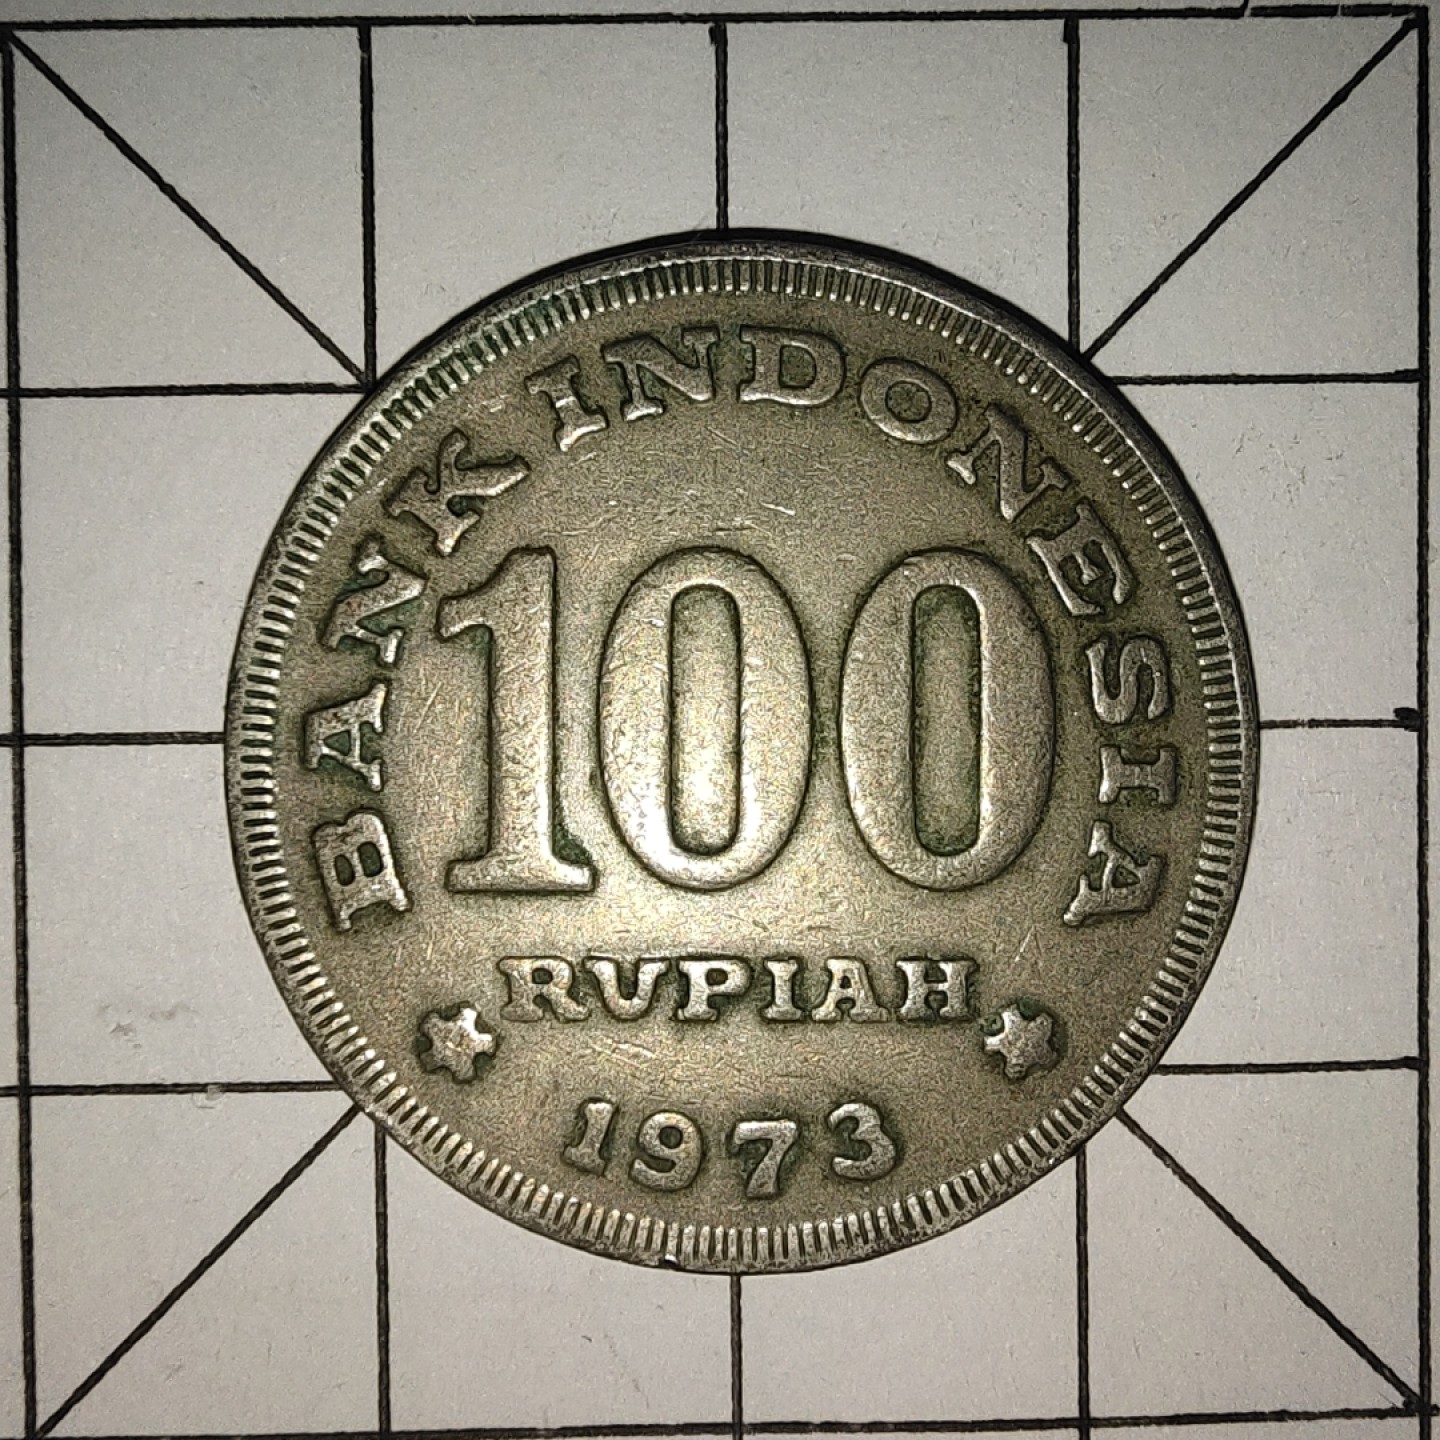 BANK INDONESIA
100
RUPIAH
1973